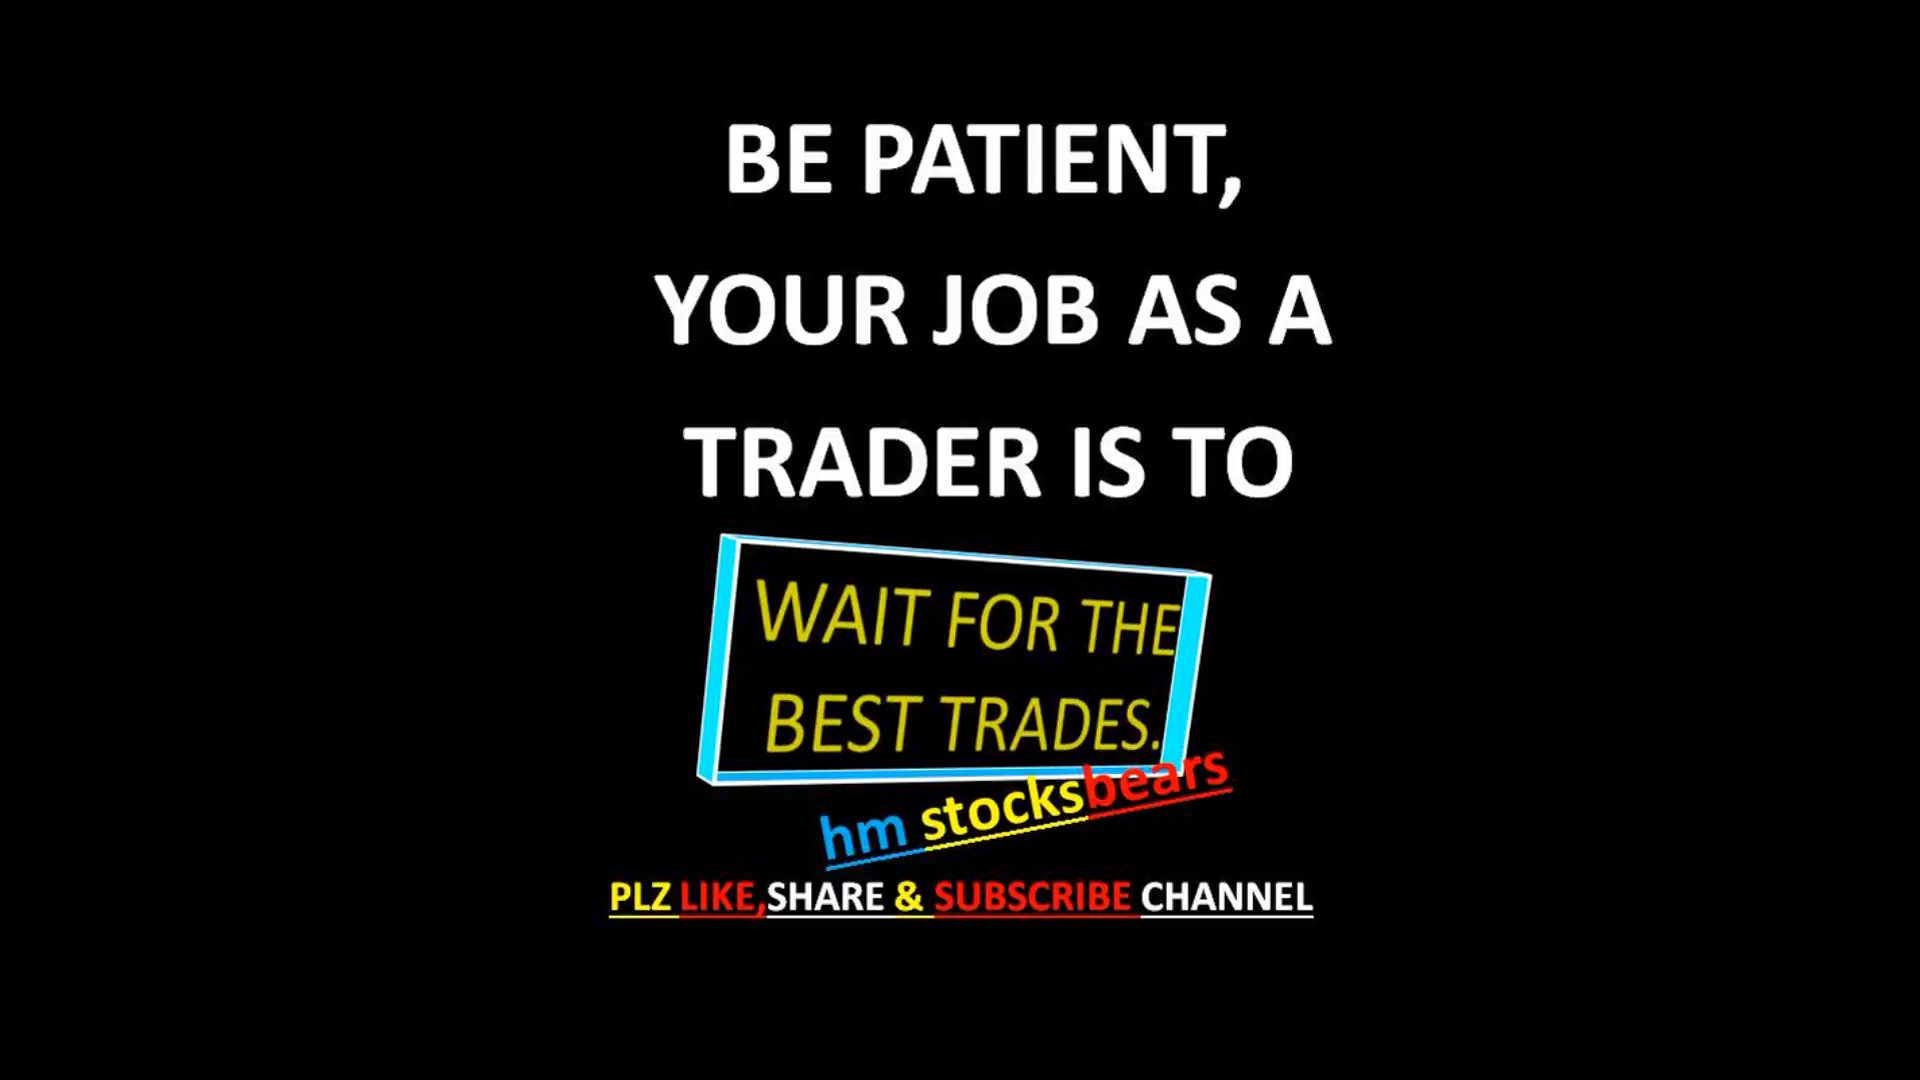 BE PATIENT,
YOUR JOB AS A
TRADER IS TO
WAIT FOR THE
BEST TRADES.
hm stocksbears
PLZ LIKE,SHARE & SUBSCRIBE CHANNEL